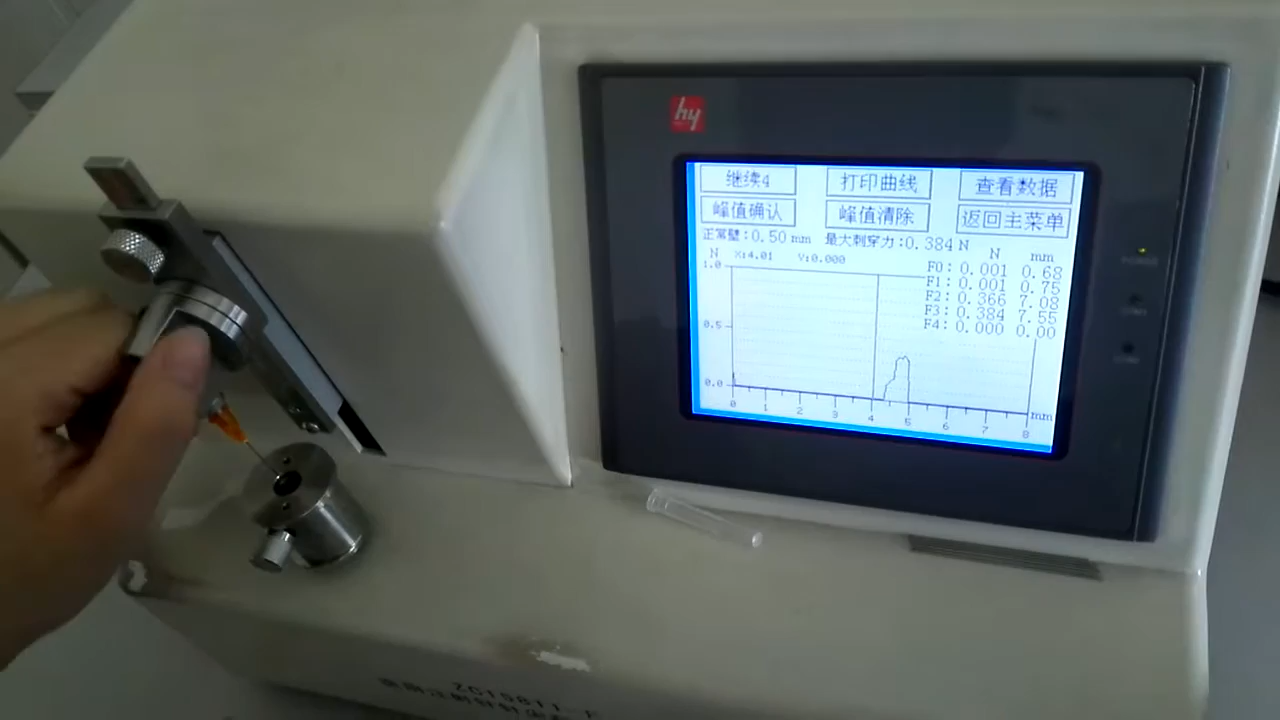 hy
继续4 打印曲线 查看数据
峰值确认 峰值清除 返回主菜单
正常壁:0.50mm 最大刺穿力:0.384N
N X:4.01 V:0.000 N mm
F0:0.001 0.68
F1:0.001 0.75
F2:0.366 7.08
F3:0.384 7.55
F4:0.000 0.00
1.0
0.5
0.0
0 1 2 3 4 5 6 7 8 mm